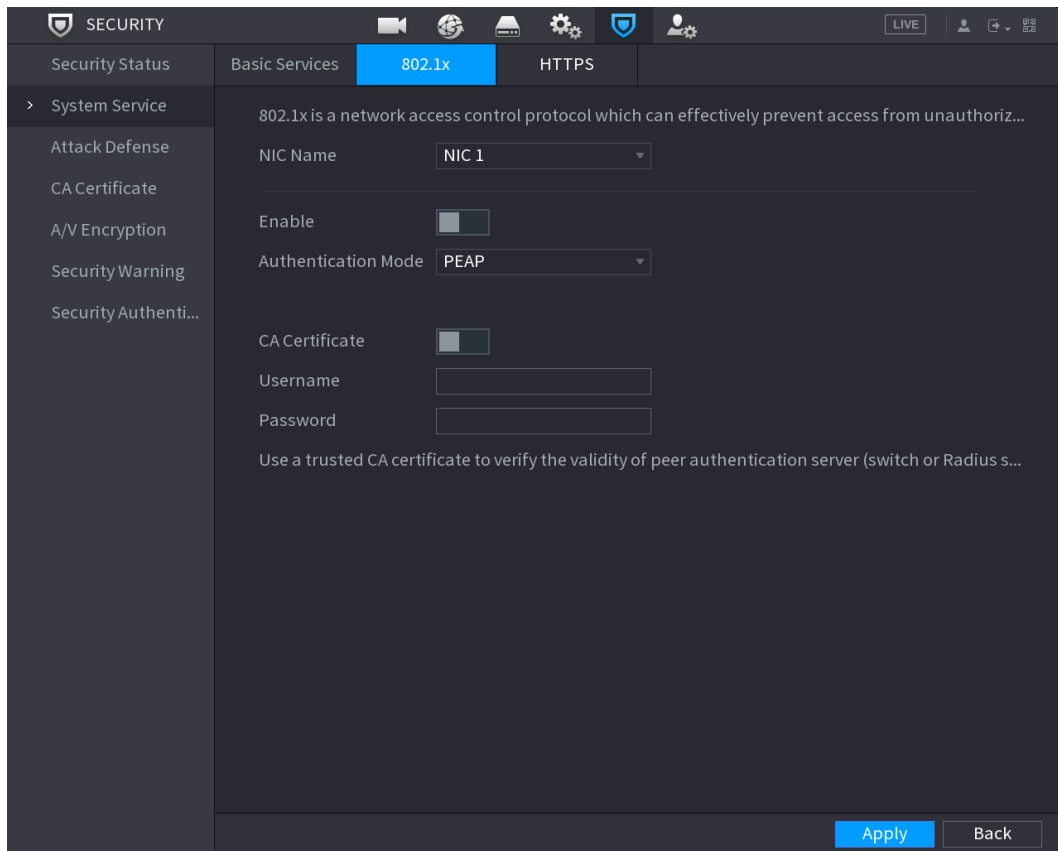 SECURITY
LIVE
Security Status
System Service
Attack Defense
CA Certificate
A/V Encryption
Security Warning
Security Authenti...
Basic Services 802.1x HTTPS
802.1x is a network access control protocol which can effectively prevent access from unauthoriz...
NIC Name NIC 1
Enable
Authentication Mode PEAP
CA Certificate
Username
Password
Use a trusted CA certificate to verify the validity of peer authentication server (switch or Radius s...
Apply Back